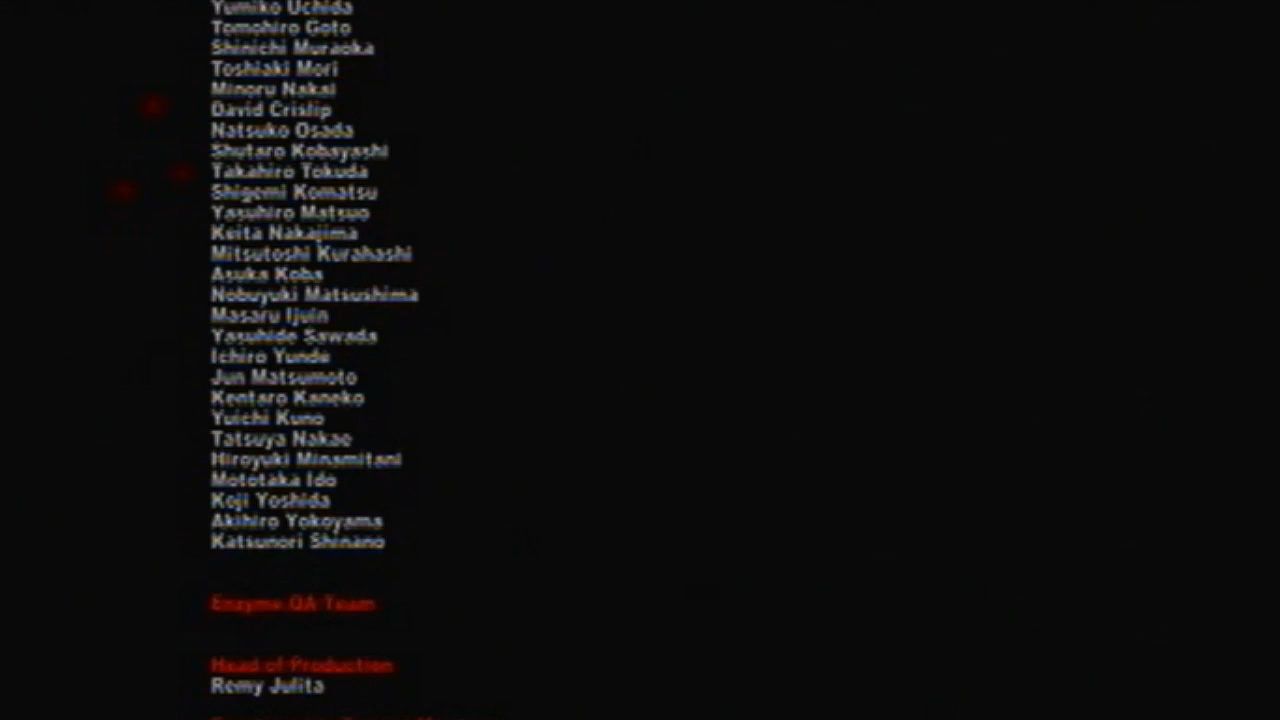 Yumiko Uchida
Tomohiro Goto
Shinichi Muraoka
Toshiaki Mori
Minoru Nakai
David Crislip
Natsuko Osada
Shutaro Kobayashi
Takahiro Tokuda
Shigemi Komatsu
Yasuhiro Matsuo
Keita Nakajima
Mitsutoshi Kurahashi
Asuka Koba
Nobuyuki Matsushima
Masaru Ijuin
Yasuhide Sawada
Ichiro Yunde
Jun Matsumoto
Kentaro Kaneko
Yuichi Kuno
Tatsuya Nakae
Hiroyuki Minamitani
Mototaka Ido
Koji Yoshida
Akihiro Yokoyama
Katsunori Shinano
Enzyme QA Team
Head of Production
Remy Julita